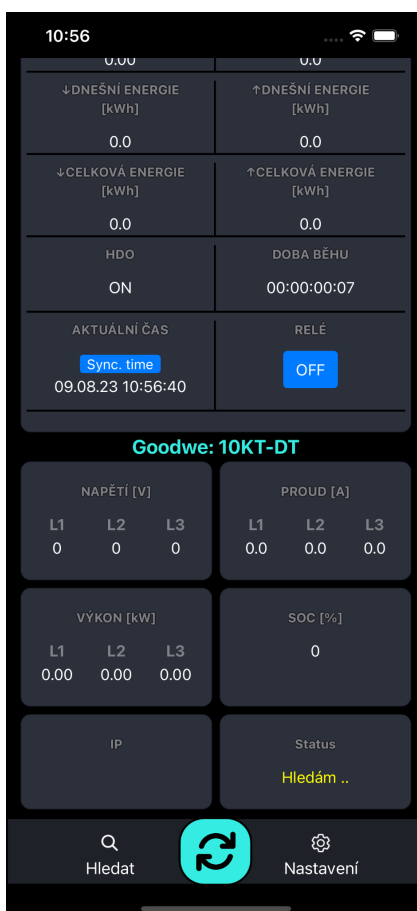 10:56
0.00 0.0
↓DNEŠNÍ ENERGIE ↑DNEŠNÍ ENERGIE
[kWh] [kWh]
0.0 0.0
↓CELKOVÁ ENERGIE ↑CELKOVÁ ENERGIE
[kWh] [kWh]
0.0 0.0
HDO DOBA BĚHU
ON 00:00:00:07
AKTUÁLNÍ ČAS RELÉ
Sync. time
OFF
09.08.23 10:56:40
Goodwe: 10KT-DT
NAPĚTÍ [V] PROUD [A]
L1 L2 L3 L1 L2 L3
0 0 0 0.0 0.0 0.0
VÝKON [kW] SOC [%]
L1 L2 L3 0
0.00 0.00 0.00
IP Status
Hledám ..
Hledat Nastavení